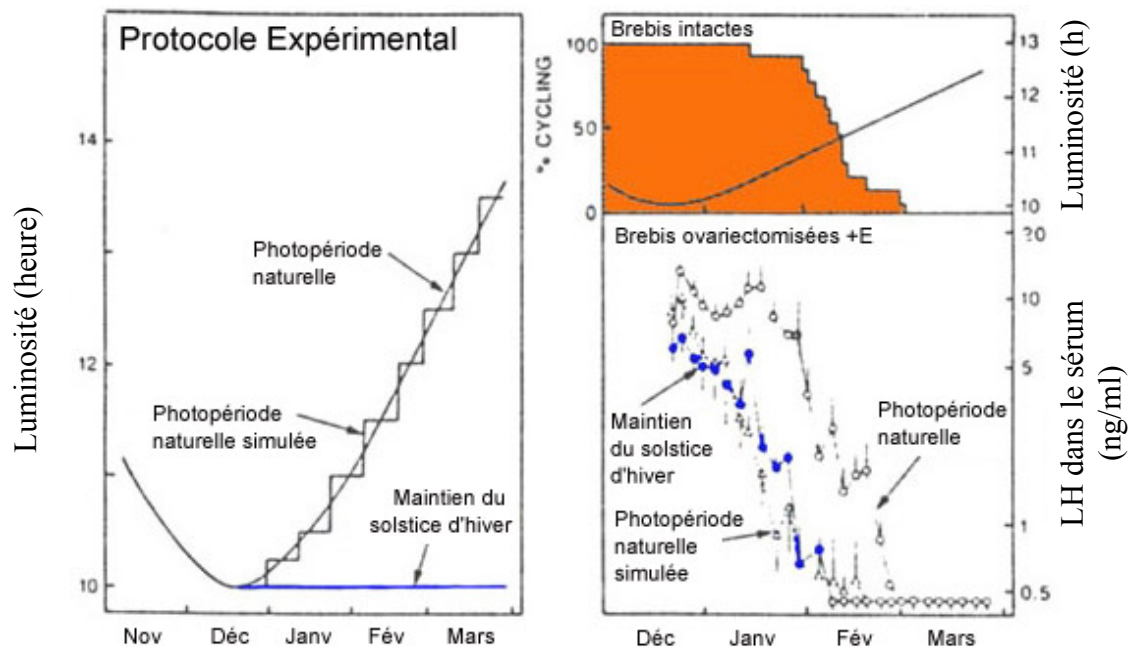 Protocole Expérimental
Luminosité (heure)
14
12
10
Photopériode
naturelle
Photopériode
naturelle simulée
Maintien du
solstice d'hiver
Nov
Déc
Janv
Fév
Mars
Brebis intactes
% CYCLING
100
50
0
13
12
11
10
Luminosité (h)
Brebis ovariectomisées +E
20
10
5
1
0.5
LH dans le sérum
(ng/ml)
Maintien
du
solstice
d'hiver
Photopériode
naturelle
Photopériode
naturelle
simulée
Déc
Janv
Fév
Mars